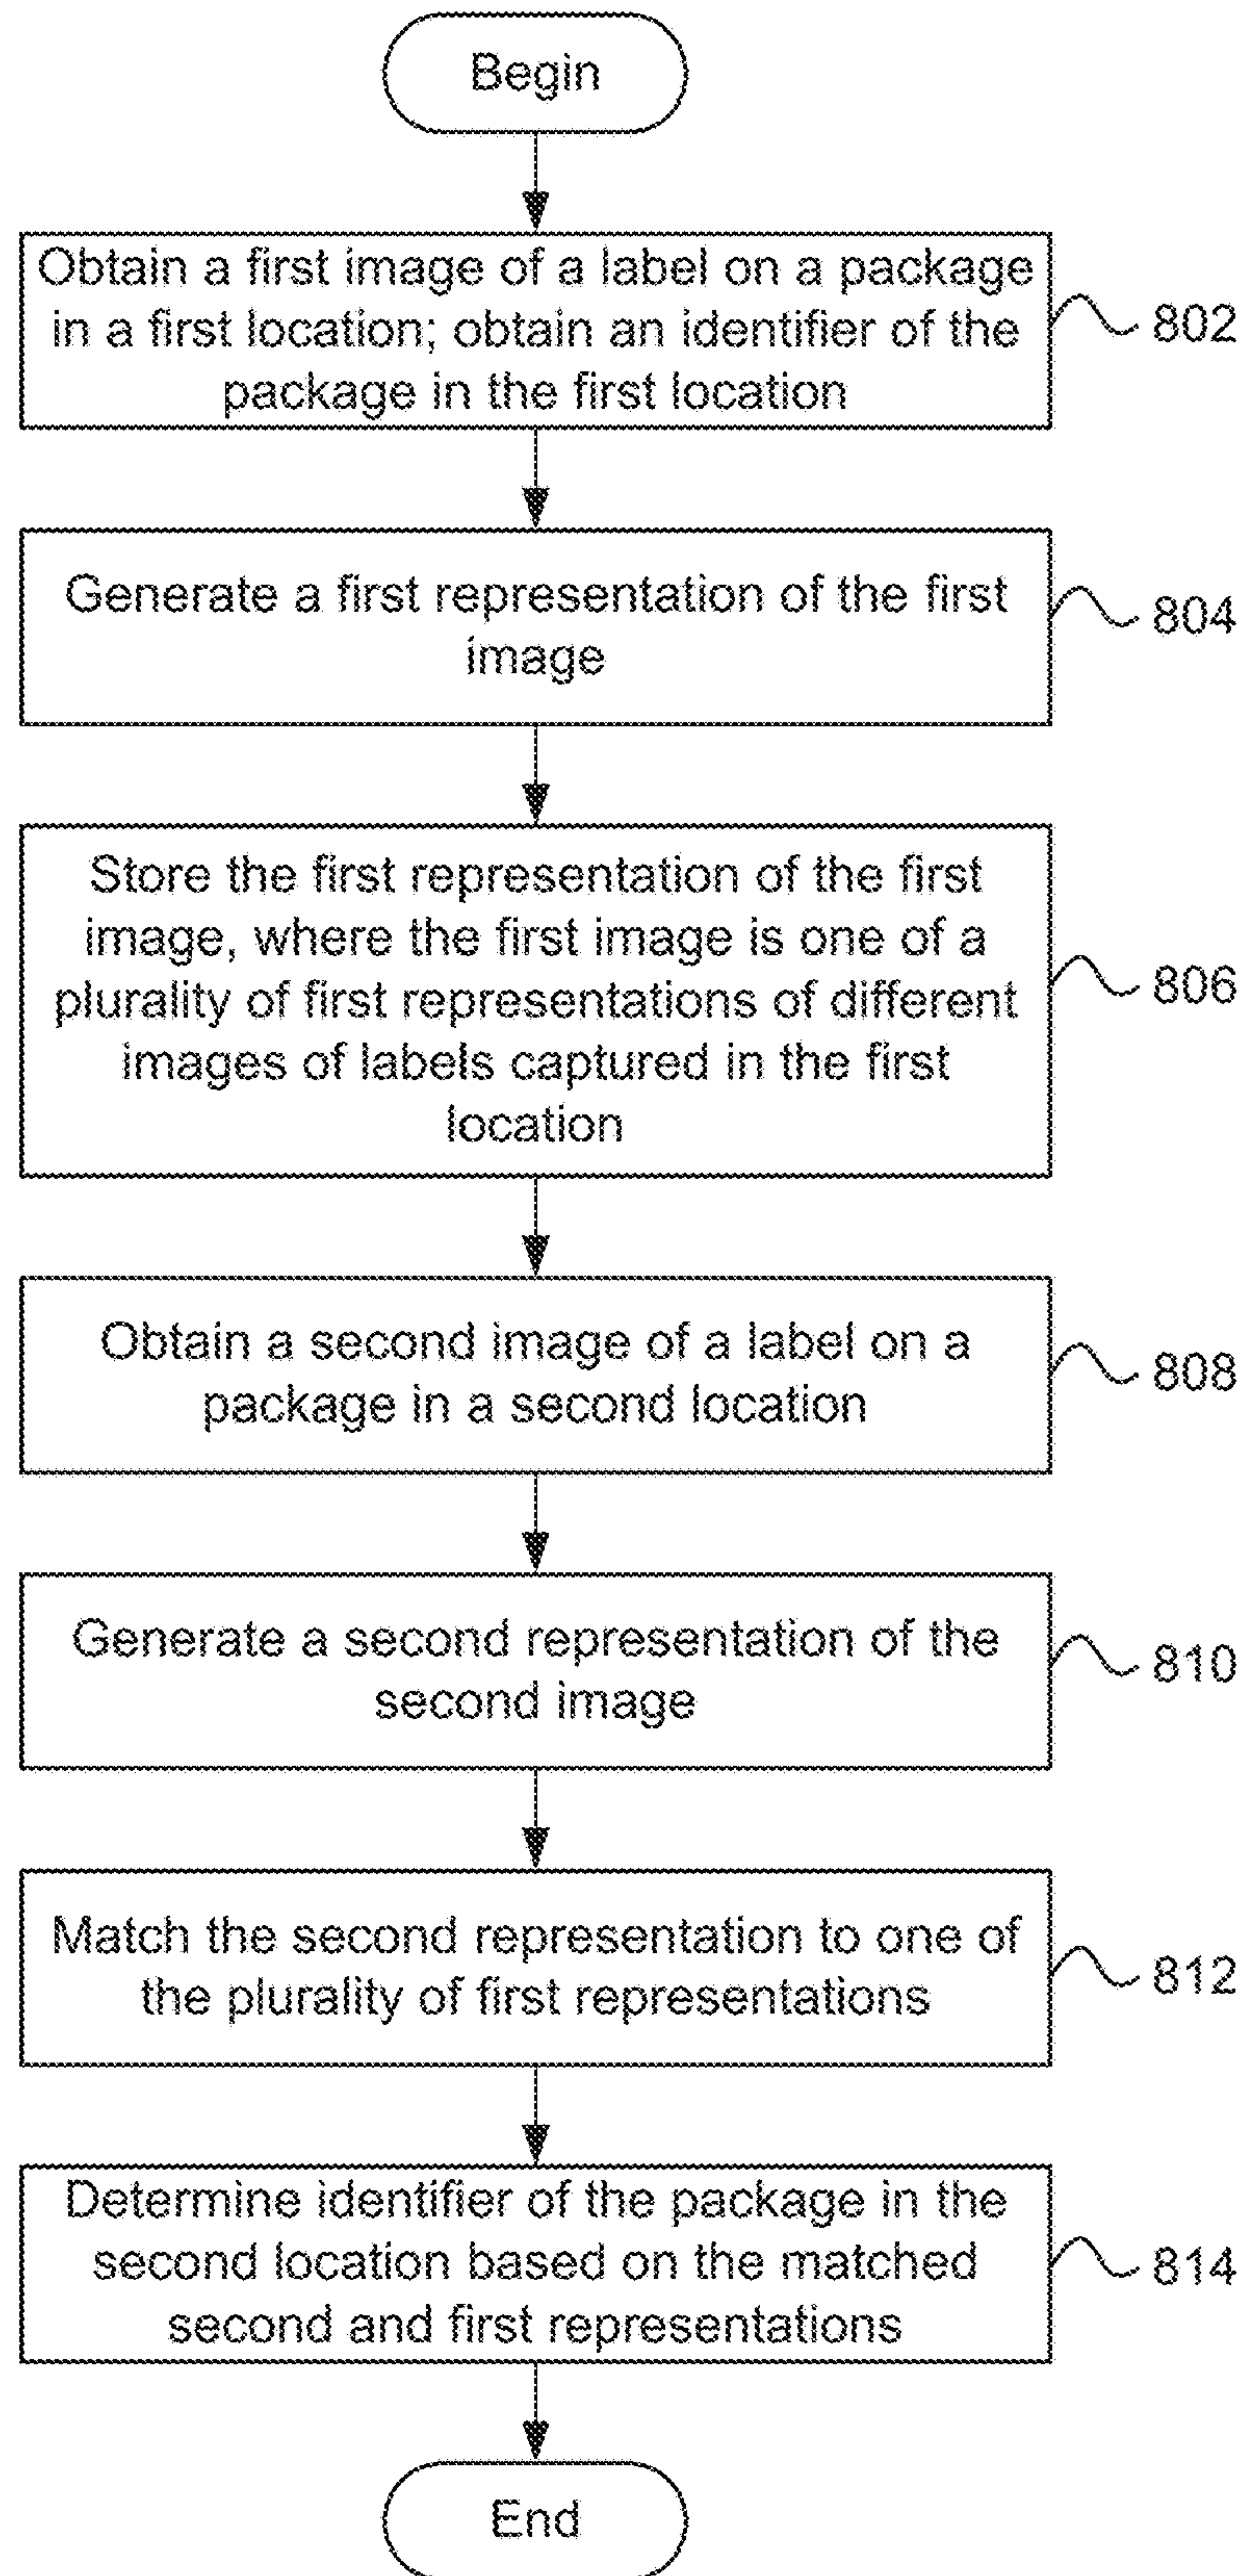 Begin
Obtain a first image of a label on a package
in a first location; obtain an identifier of the
package in the first location
802
Generate a first representation of the first
image
804
Store the first representation of the first
image, where the first image is one of a
plurality of first representations of different
images of labels captured in the first
location
806
Obtain a second image of a label on a
package in a second location
808
Generate a second representation of the
second image
810
Match the second representation to one of
the plurality of first representations
812
Determine identifier of the package in the
second location based on the matched
second and first representations
814
End